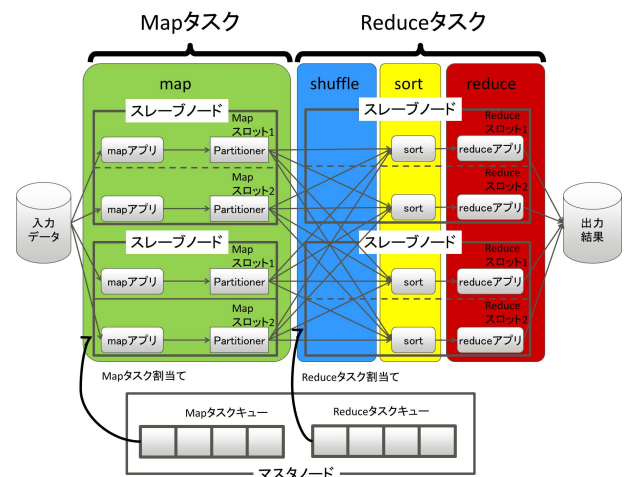 Mapタスク
Reduceタスク
map
shuffle
sort
reduce
スレーブノード
スレーブノード
Map
スロット1
Reduce
スロット1
mapアプリ
Partitioner
sort
reduceアプリ
Map
スロット2
Reduce
スロット2
mapアプリ
Partitioner
sort
reduceアプリ
入力
データ
出力
結果
スレーブノード
スレーブノード
Map
スロット1
Reduce
スロット1
mapアプリ
Partitioner
sort
reduceアプリ
Map
スロット2
Reduce
スロット2
mapアプリ
Partitioner
sort
reduceアプリ
Mapタスク割当て
Reduceタスク割当て
Mapタスクキュー
Reduceタスクキュー
マスタノード